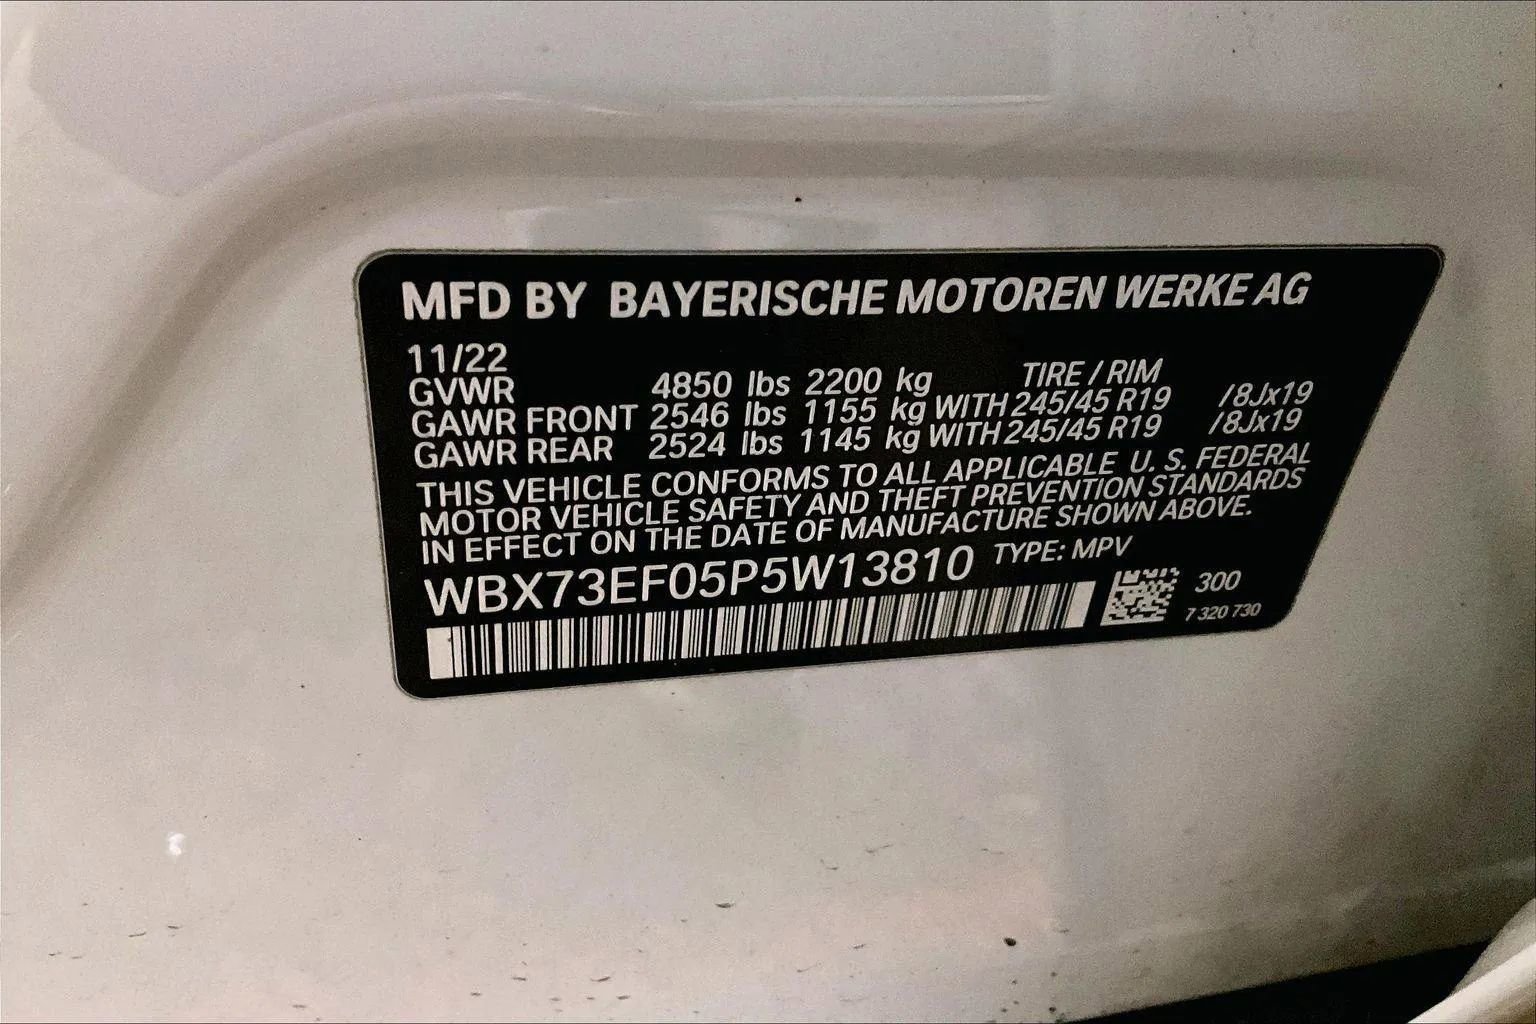 MFD BY BAYERISCHE MOTOREN WERKE AG
11/22
GVWR 4850 lbs 2200 kg TIRE / RIM
GAWR FRONT 2546 lbs 1155 kg WITH 245/45 R19 /8Jx19
GAWR REAR 2524 lbs 1145 kg WITH 245/45 R19 /8Jx19
THIS VEHICLE CONFORMS TO ALL APPLICABLE U. S. FEDERAL
MOTOR VEHICLE SAFETY AND THEFT PREVENTION STANDARDS
IN EFFECT ON THE DATE OF MANUFACTURE SHOWN ABOVE.
WBX73EF05P5W13810 TYPE: MPV
300
7 320 730